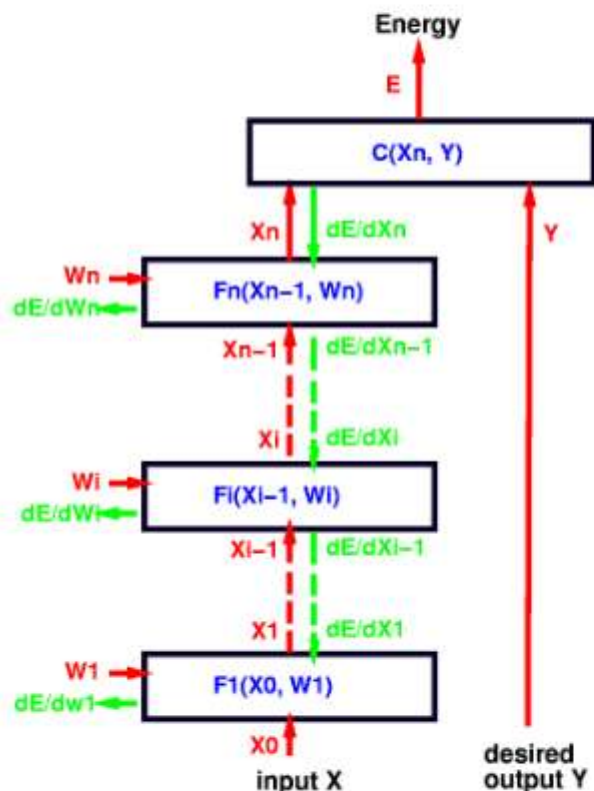 Energy
E
C(Xn, Y)
Xn
dE/dXn
Y
Wn
Fn(Xn-1, Wn)
dE/dWn
Xn-1
dE/dXn-1
Xi
dE/dXi
Wi
Fi(Xi-1, Wi)
dE/dWi
Xi-1
dE/dXi-1
X1
dE/dX1
W1
F1(X0, W1)
dE/dw1
X0
input X
desired
output Y